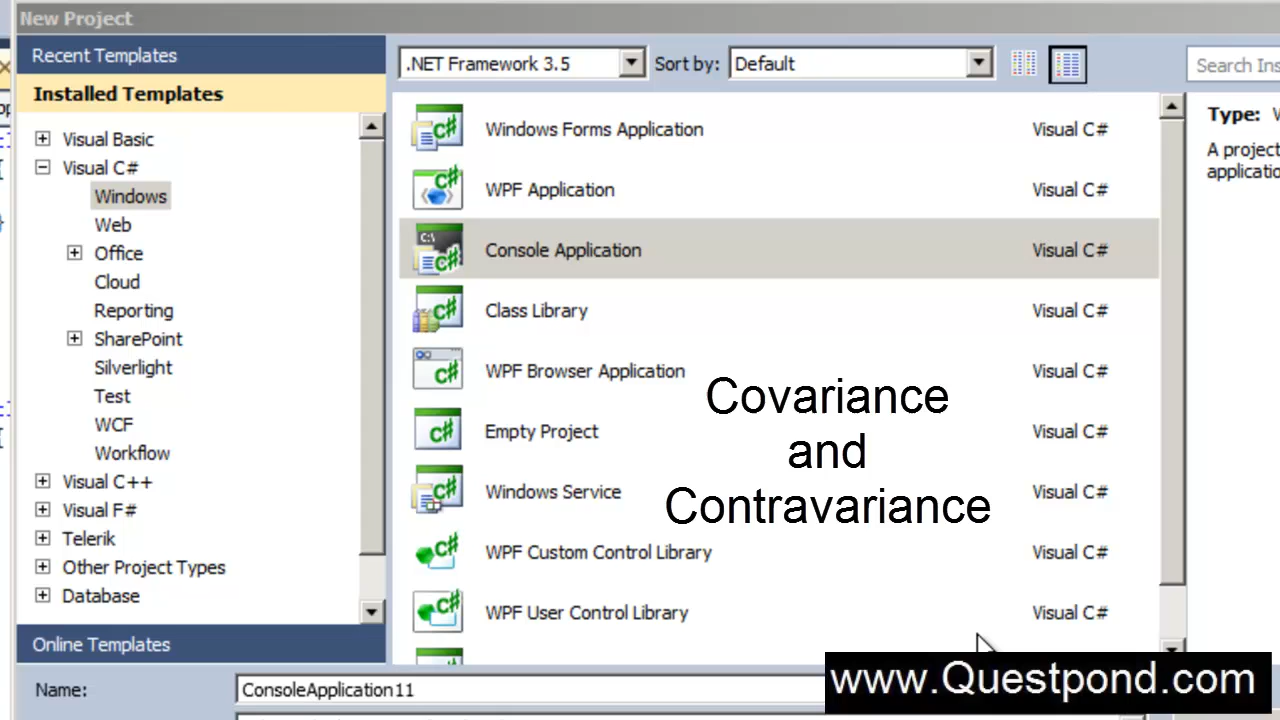 New Project
Recent Templates
.NET Framework 3.5 Sort by: Default
Installed Templates
Visual Basic
Visual C#
Windows
Web
Office
Cloud
Reporting
SharePoint
Silverlight
Test
WCF
Workflow
Visual C++
Visual F#
Telerik
Other Project Types
Database
Online Templates
Windows Forms Application Visual C#
WPF Application Visual C#
Console Application Visual C#
Class Library Visual C#
WPF Browser Application Visual C#
Empty Project Visual C#
Windows Service Visual C#
WPF Custom Control Library Visual C#
WPF User Control Library Visual C#
Covariance
and
Contravariance
Search Ins
Type: V
A project
applicatio
Name: ConsoleApplication11
www.Questpond.com